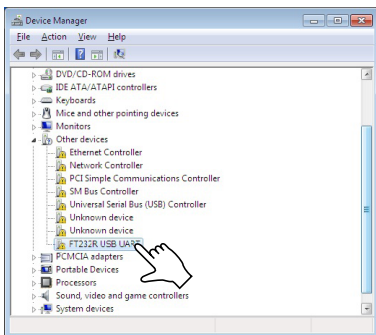 Device Manager
File Action View Help
DVD/CD-ROM drives
IDE ATA/ATAPI controllers
Keyboards
Mice and other pointing devices
Monitors
Other devices
Ethernet Controller
Network Controller
PCI Simple Communications Controller
SM Bus Controller
Universal Serial Bus (USB) Controller
Unknown device
Unknown device
FT232R USB UART
PCMCIA adapters
Portable Devices
Processors
Sound, video and game controllers
System devices